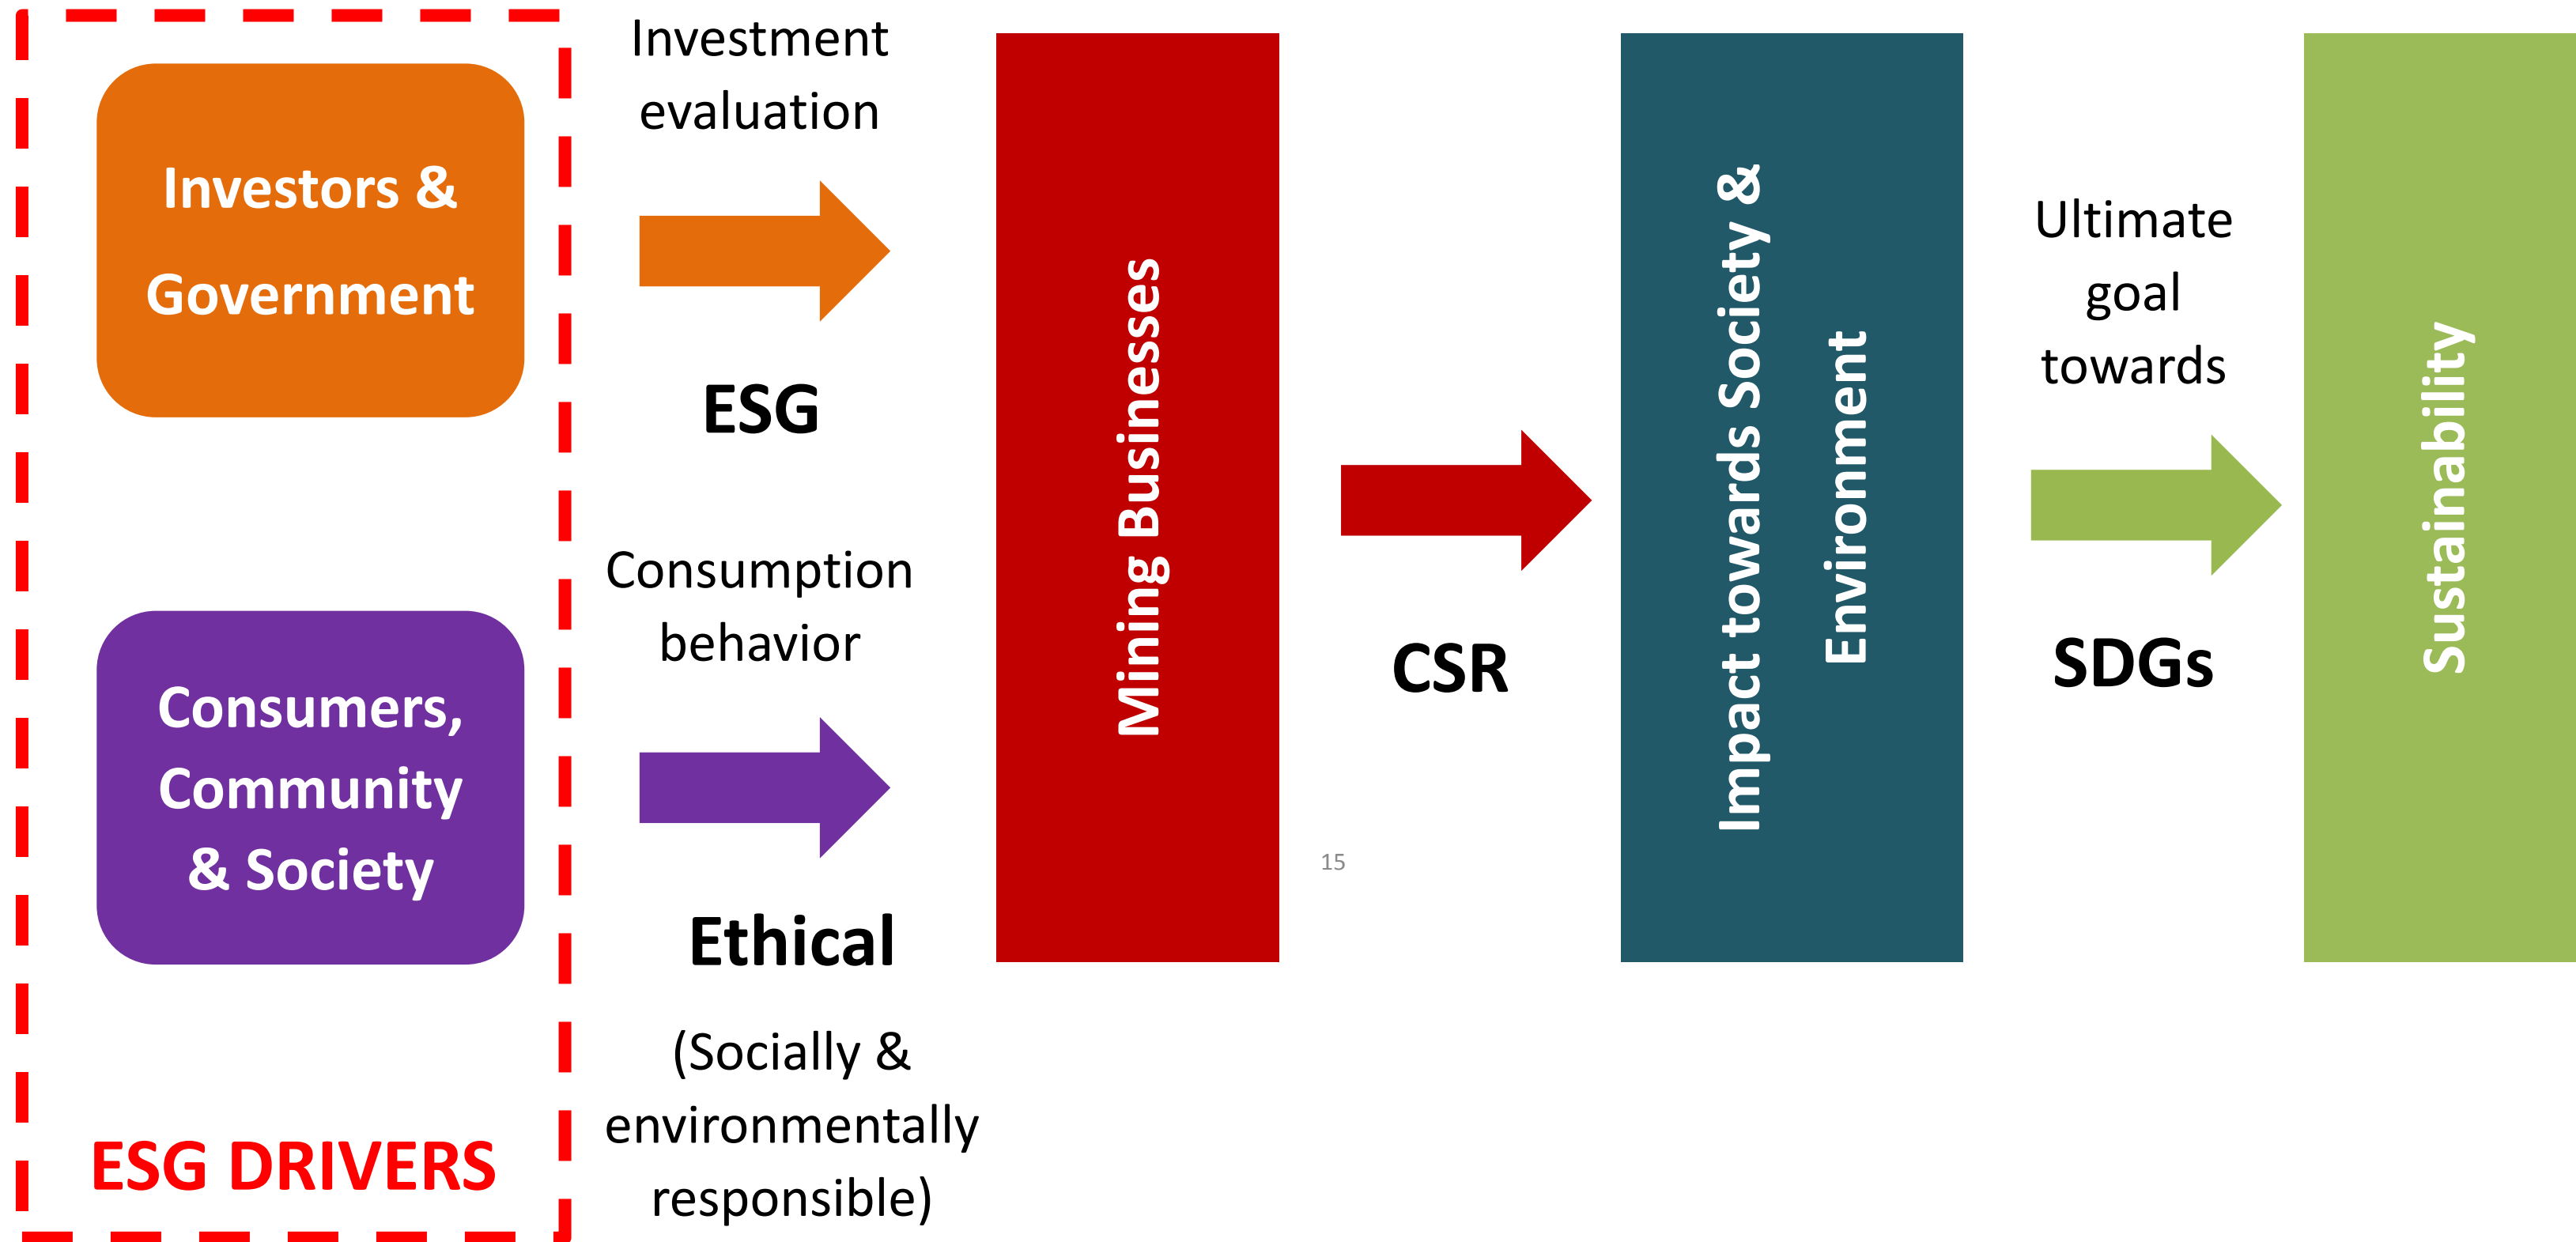 Investors &
Government
Consumers,
Community
& Society
ESG DRIVERS
Investment
evaluation
ESG
Consumption
behavior
Ethical
(Socially &
environmentally
responsible)
Mining Businesses
CSR
15
Impact towards Society &
Environment
Ultimate
goal
towards
SDGs
Sustainability